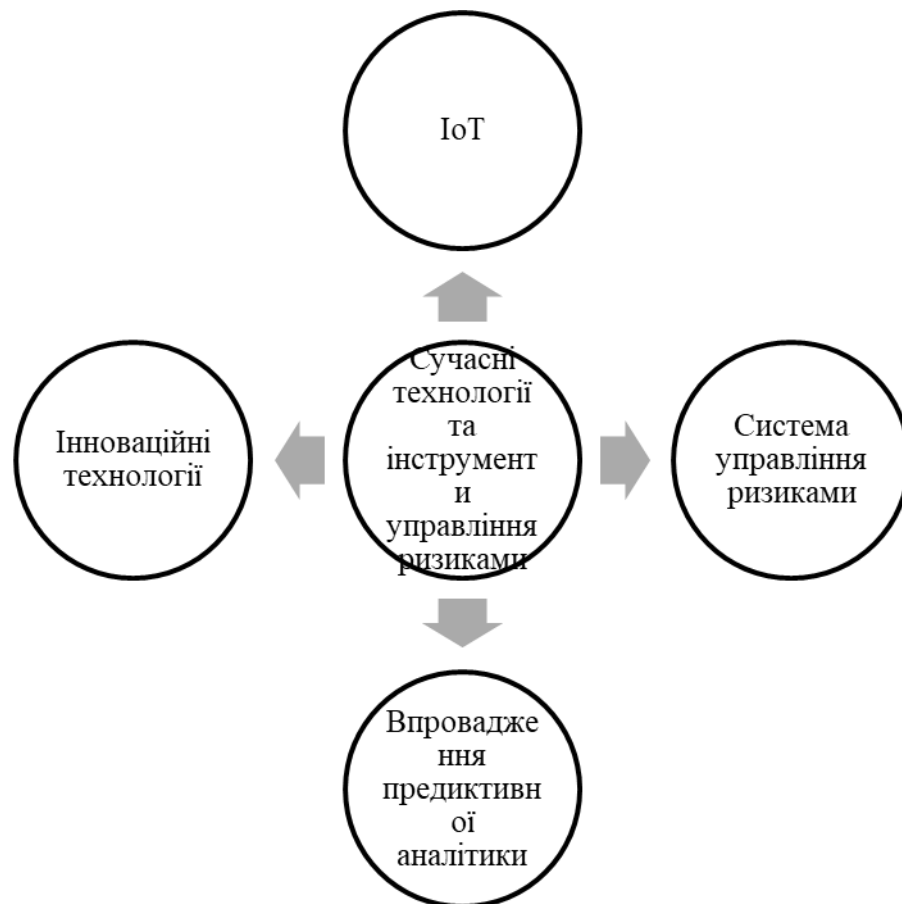 IoT
Інноваційні
технології
Сучасні
технології
та
інструмент
и
управління
ризиками
Система
управління
ризиками
Впровадже
ння
предиктивн
ої
аналітики